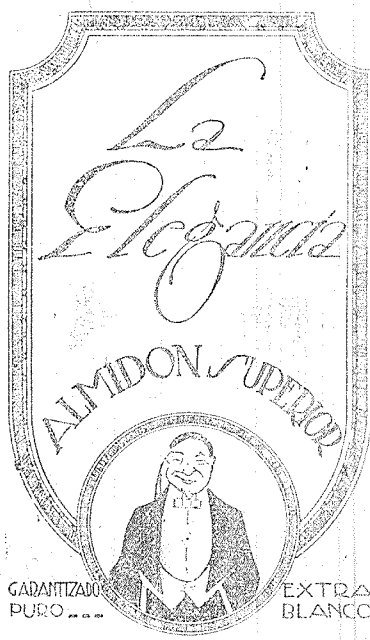 La
Elegancia
ALMIDON SUPERIOR
GARANTIZADO
PURO
EXTRA
BLANCO